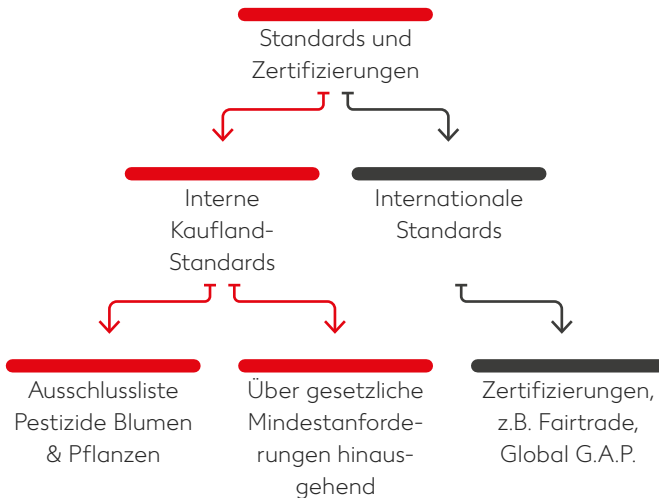 Standards und
Zertifizierungen
Interne
Kaufland-
Standards
Internationale
Standards
Ausschlussliste
Pestizide Blumen
& Pflanzen
Über gesetzliche
Mindestanforde-
rungen hinaus-
gehend
Zertifizierungen,
z.B. Fairtrade,
Global G.A.P.